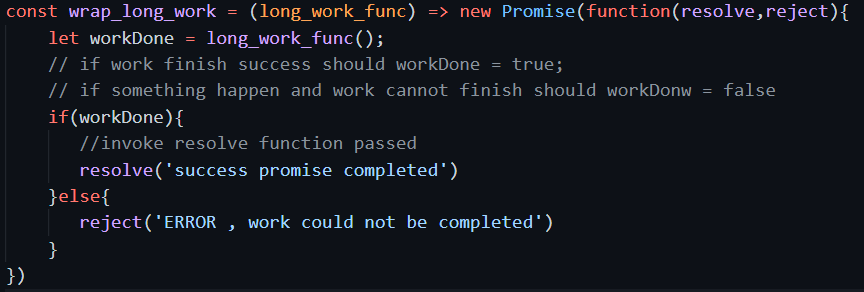 const wrap_long_work = (long_work_func) => new Promise(function(resolve,reject){
    let workDone = long_work_func();
    // if work finish success should workDone = true;
    // if something happen and work cannot finish should workDonw = false
    if(workDone){
        //invoke resolve function passed
        resolve('success promise completed')
    }else{
        reject('ERROR , work could not be completed')
    }
})